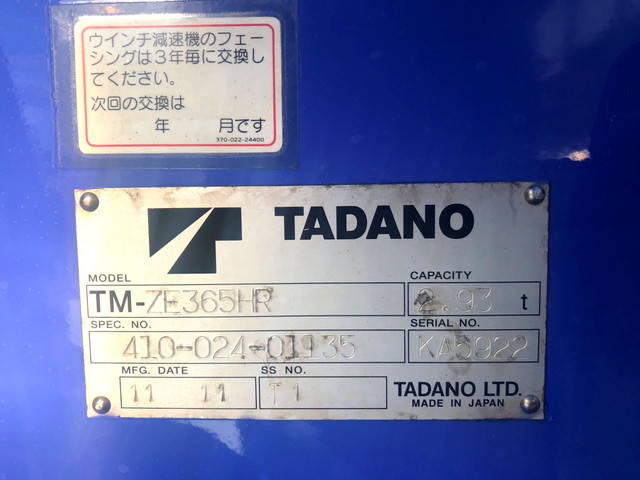 ウインチ減速機のフェー
シングは3年毎に交換し
てください。
次回の交換は
年 月です
370-022-24400
TADANO
MODEL
TM-ZE365HR
CAPACITY
2.93 t
SPEC. NO.
410-024-01135
SERIAL NO.
KA5922
MFG. DATE
11 11
SS NO.
T1
TADANO LTD.
MADE IN JAPAN